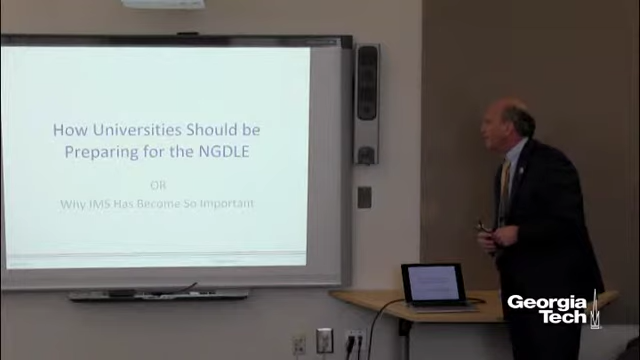 How Universities Should be
Preparing for the NGDLE
OR
Why IMS Has Become So Important
Georgia
Tech